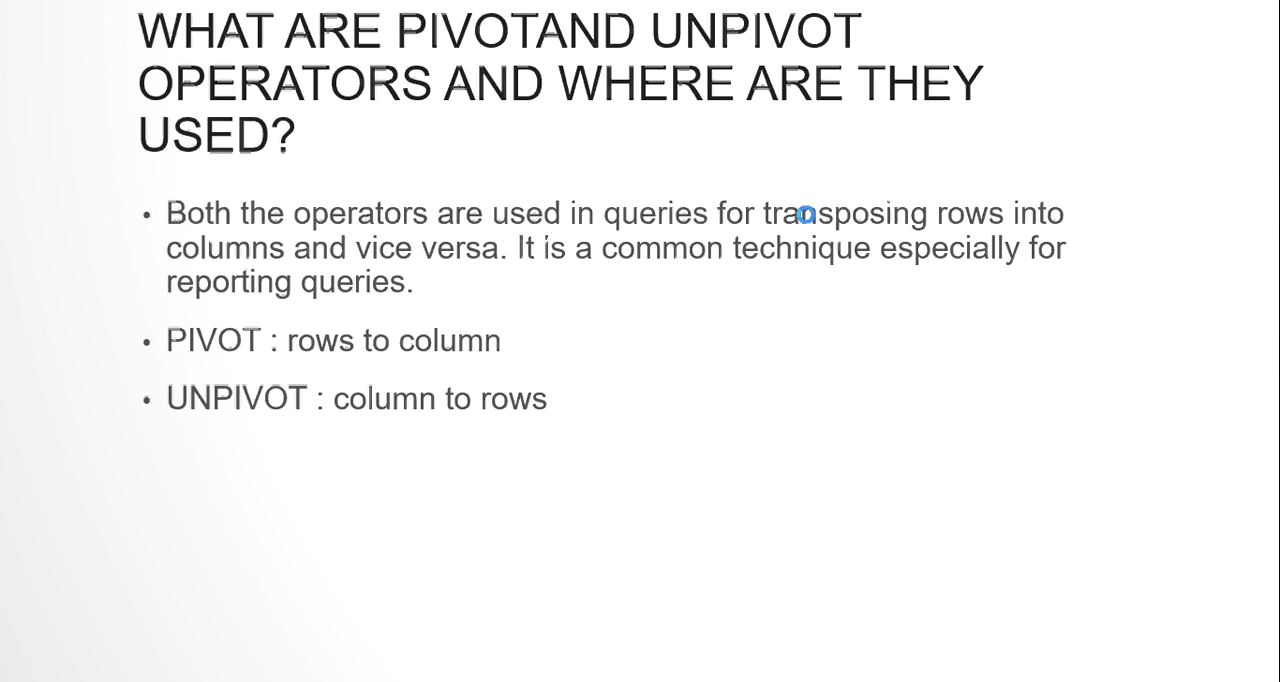 WHAT ARE PIVOTAND UNPIVOT
OPERATORS AND WHERE ARE THEY
USED?
• Both the operators are used in queries for transposing rows into
columns and vice versa. It is a common technique especially for
reporting queries.
• PIVOT : rows to column
• UNPIVOT : column to rows